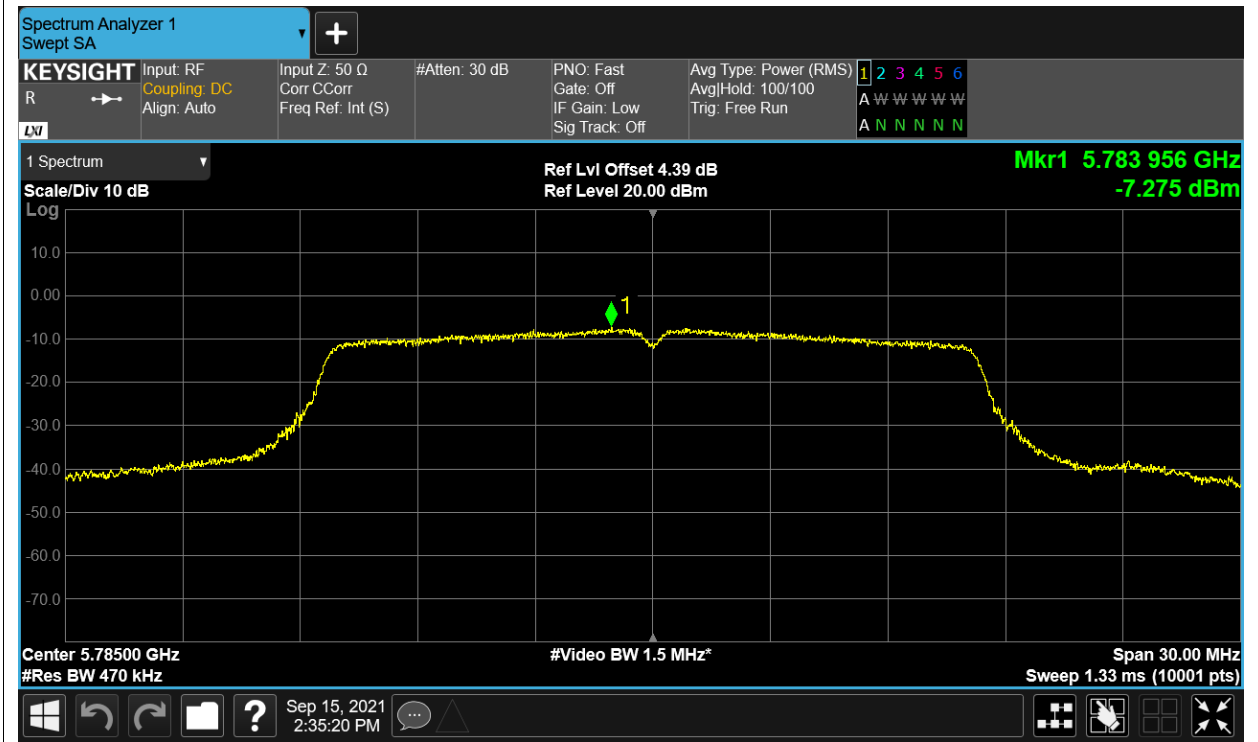 Spectrum Analyzer 1
Swept SA
KEYSIGHT
R
LXI
Input: RF
Coupling: DC
Align: Auto
Input Z: 50 Ω
Corr CCorr
Freq Ref: Int (S)
#Atten: 30 dB
PNO: Fast
Gate: Off
IF Gain: Low
Sig Track: Off
Avg Type: Power (RMS)
Avg|Hold: 100/100
Trig: Free Run
1 2 3 4 5 6
A W W W W W
A N N N N N
1 Spectrum
Scale/Div 10 dB
Log
Ref Lvl Offset 4.39 dB
Ref Level 20.00 dBm
Mkr1 5.783 956 GHz
-7.275 dBm
10.0
0.00
-10.0
-20.0
-30.0
-40.0
-50.0
-60.0
-70.0
1
Center 5.78500 GHz
#Res BW 470 kHz
#Video BW 1.5 MHz*
Span 30.00 MHz
Sweep 1.33 ms (10001 pts)
?
Sep 15, 2021
2:35:20 PM